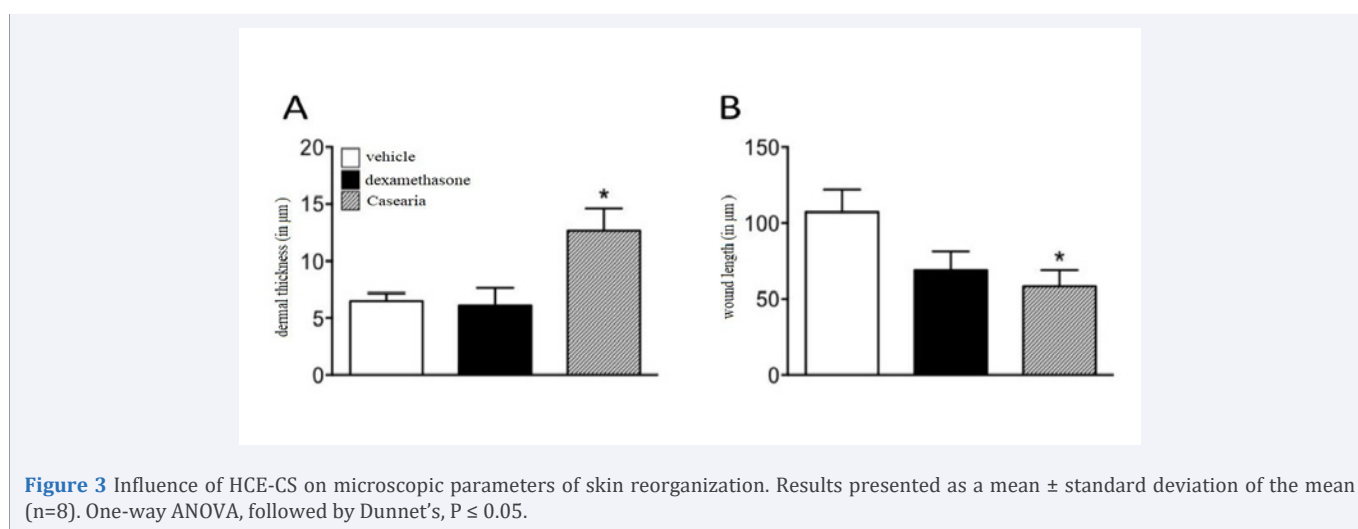 A
B
20
15
10
5
0
dermal thickness (in μm)
vehicle
dexamethasone
Casearia
*
150
100
50
0
wound length (in μm)
*
Figure 3 Influence of HCE-CS on microscopic parameters of skin reorganization. Results presented as a mean ± standard deviation of the mean
(n=8). One-way ANOVA, followed by Dunnet's, P ≤ 0.05.